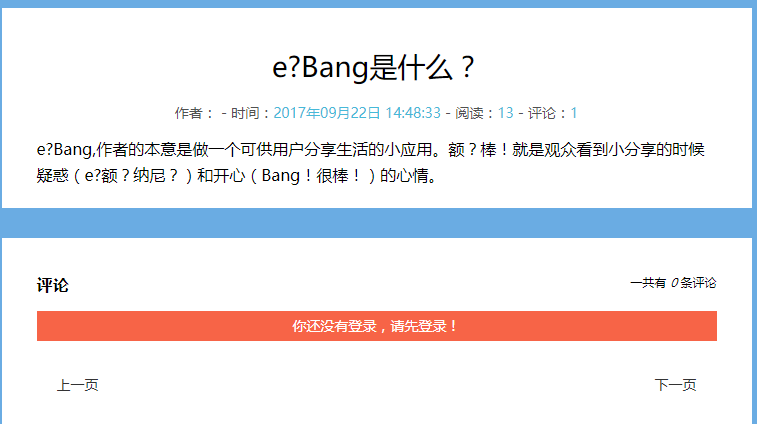 e?Bang是什么？
作者： - 时间：2017年09月22日 14:48:33 - 阅读：13 - 评论：1
e?Bang,作者的本意是做一个可供用户分享生活的小应用。额？棒！就是观众看到小分享的时候
疑惑（e?额？纳尼？）和开心（Bang！很棒！）的心情。
评论 一共有 0 条评论
你还没有登录，请先登录！
上一页 下一页